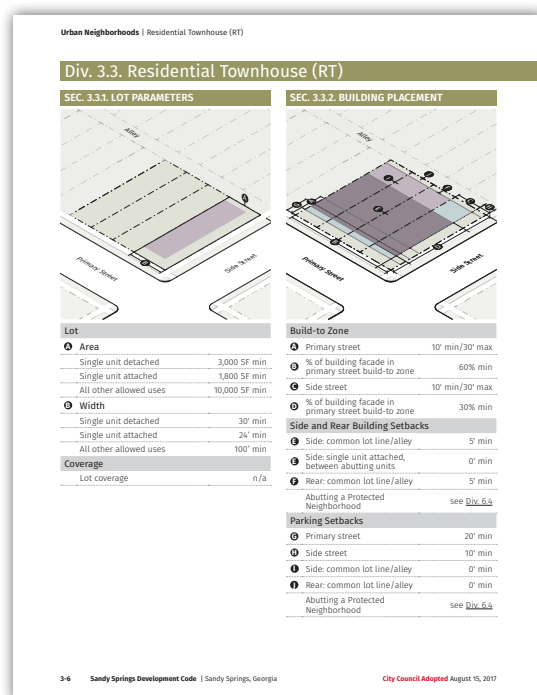 Urban Neighborhoods | Residential Townhouse (RT)
Div. 3.3. Residential Townhouse (RT)
SEC. 3.3.1. LOT PARAMETERS
Alley
Primary Street
Side Street
Lot
A Area
Single unit detached 3,000 SF min
Single unit attached 1,800 SF min
All other allowed uses 10,000 SF min
B Width
Single unit detached 30' min
Single unit attached 24' min
All other allowed uses 100' min
Coverage
Lot coverage n/a
SEC. 3.3.2. BUILDING PLACEMENT
Alley
Primary Street
Side Street
Build-to Zone
A Primary street 10' min/30' max
B % of building facade in
primary street build-to zone 60% min
C Side street 10' min/30' max
D % of building facade in
primary street build-to zone 30% min
Side and Rear Building Setbacks
E Side: common lot line/alley 5' min
E Side: single unit attached,
between abutting units 0' min
F Rear: common lot line/alley 5' min
Abutting a Protected
Neighborhood see Div. 6.4
Parking Setbacks
G Primary street 20' min
H Side street 10' min
I Side: common lot line/alley 0' min
J Rear: common lot line/alley 0' min
Abutting a Protected
Neighborhood see Div. 6.4
3-6 Sandy Springs Development Code | Sandy Springs, Georgia
City Council Adopted August 15, 2017